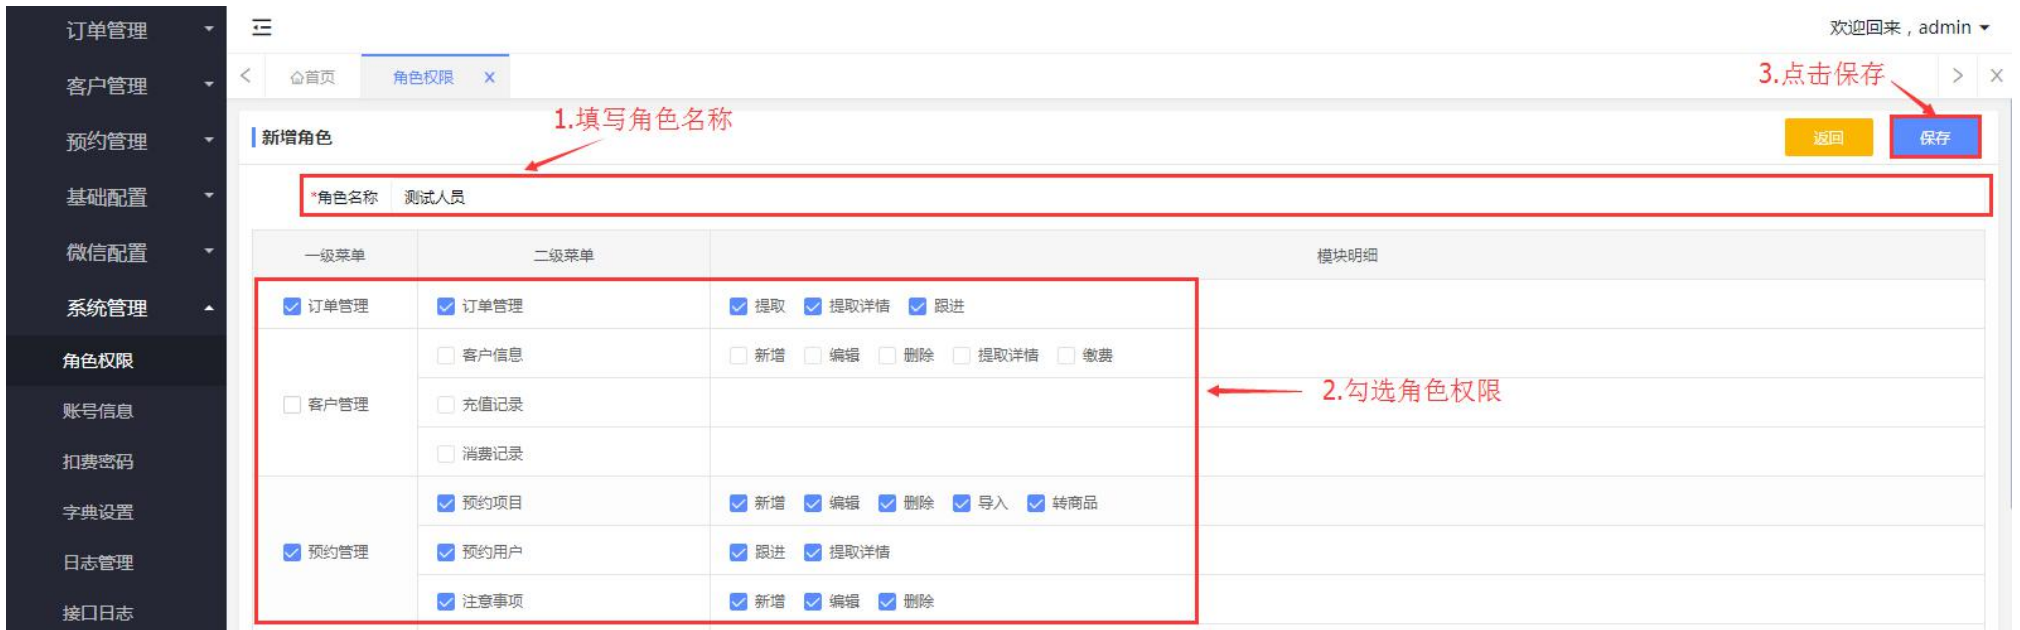 订单管理
客户管理
预约管理
基础配置
微信配置
系统管理
角色权限
账号信息
扣费密码
字典设置
日志管理
接口日志
欢迎回来，admin
首页 角色权限 X
3.点击保存
1.填写角色名称
新增角色
返回 保存
*角色名称 测试人员
一级菜单 二级菜单 模块明细
订单管理 订单管理 提取 提取详情 跟进
客户信息 新增 编辑 删除 提取详情 缴费
客户管理 充值记录
2.勾选角色权限
消费记录
预约项目 新增 编辑 删除 导入 转商品
预约管理 预约用户 跟进 提取详情
注意事项 新增 编辑 删除